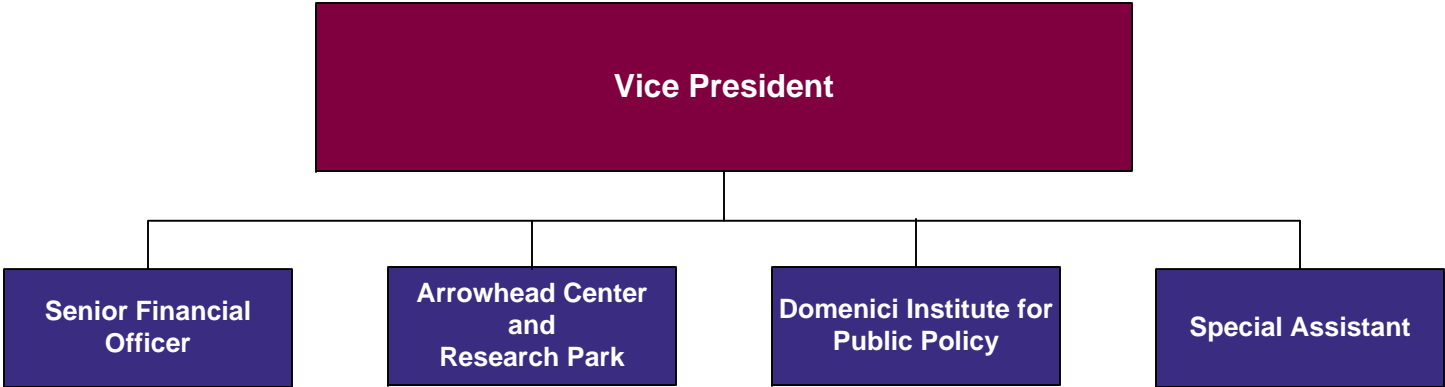 Vice President
Senior Financial
Officer
Arrowhead Center
and
Research Park
Domenici Institute for
Public Policy
Special Assistant